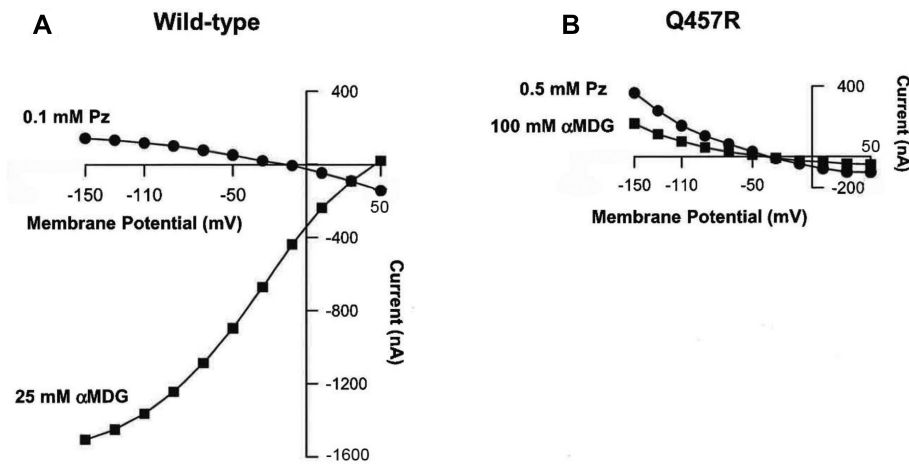 A
Wild-type
400
0.1 mM Pz
-150
-110
-50
50
Membrane Potential (mV)
-400
-800
-1200
-1600
Current (nA)
25 mM αMDG
B
Q457R
400
0.5 mM Pz
100 mM αMDG
50
-150
-110
-50
-200
Membrane Potential (mV)
Current (nA)